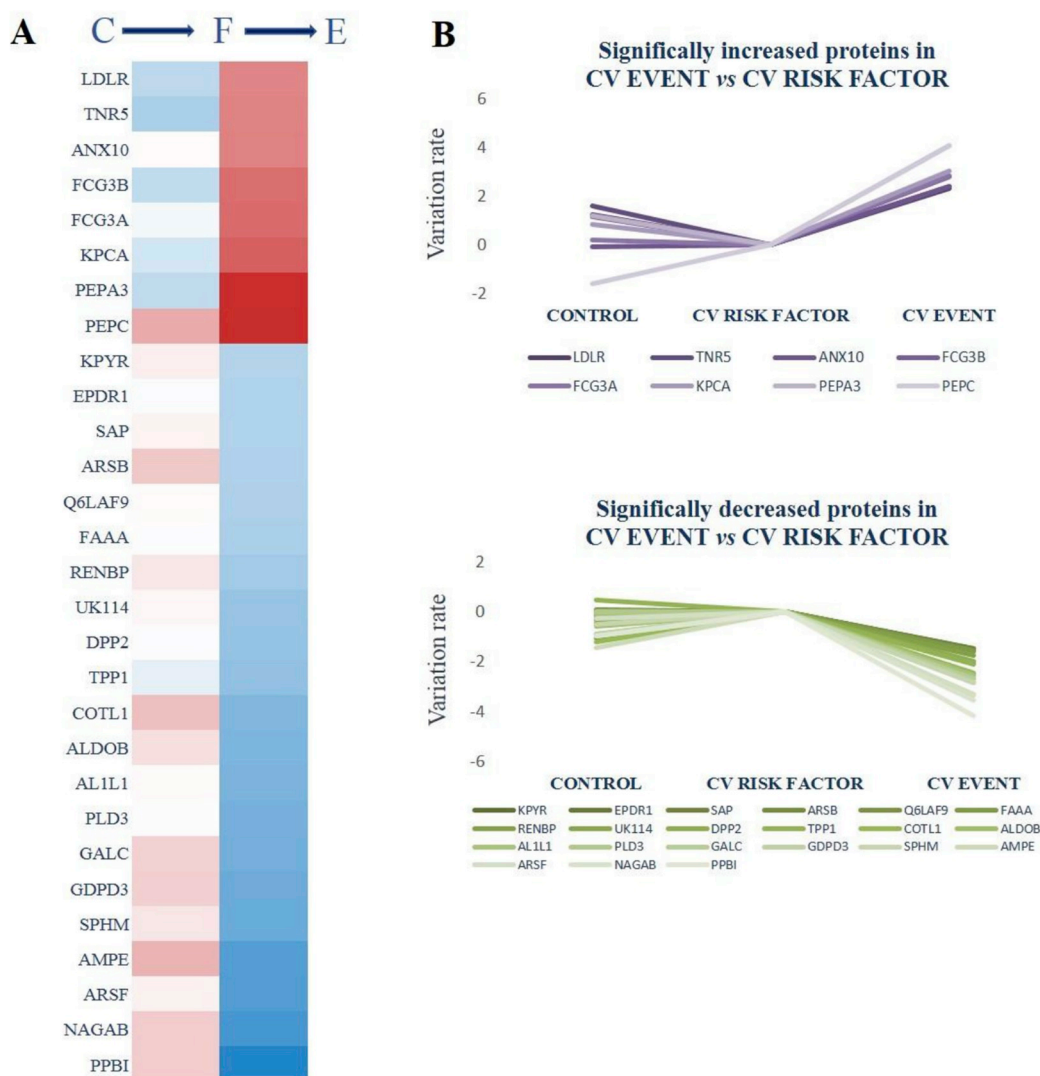 A
C F E
LDLR
TNR5
ANX10
FCG3B
FCG3A
KPCA
PEPA3
PEPC
KPYR
EPDR1
SAP
ARSB
Q6LAF9
FAAA
RENBP
UK114
DPP2
TPP1
COTL1
ALDOB
AL1L1
PLD3
GALC
GDPD3
SPHM
AMPE
ARSF
NAGAB
PPBI
B
Significally increased proteins in
CV EVENT vs CV RISK FACTOR
Variation rate
6
4
2
0
-2
CONTROL CV RISK FACTOR CV EVENT
LDLR TNR5 ANX10 FCG3B
FCG3A KPCA PEPA3 PEPC
Significally decreased proteins in
CV EVENT vs CV RISK FACTOR
Variation rate
2
0
-2
-4
-6
CONTROL CV RISK FACTOR CV EVENT
KPYR EPDR1 SAP ARSB Q6LAF9 FAAA
RENBP UK114 DPP2 TPP1 COTL1 ALDOB
AL1L1 PLD3 GALC GDPD3 SPHM AMPE
ARSF NAGAB PPBI